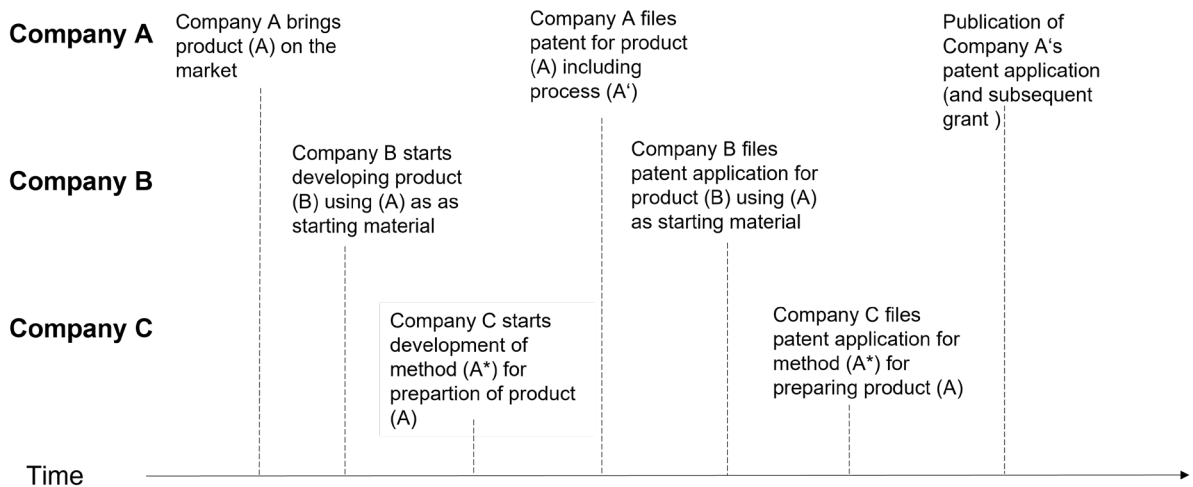 Company A
Company A brings
product (A) on the
market
Company A files
patent for product
(A) including
process (A‘)
Publication of
Company A‘s
patent application
(and subsequent
grant )
Company B
Company B starts
developing product
(B) using (A) as as
starting material
Company B files
patent application for
product (B) using (A)
as starting material
Company C
Company C starts
development of
method (A*) for
prepartion of product
(A)
Company C files
patent application for
method (A*) for
preparing product (A)
Time